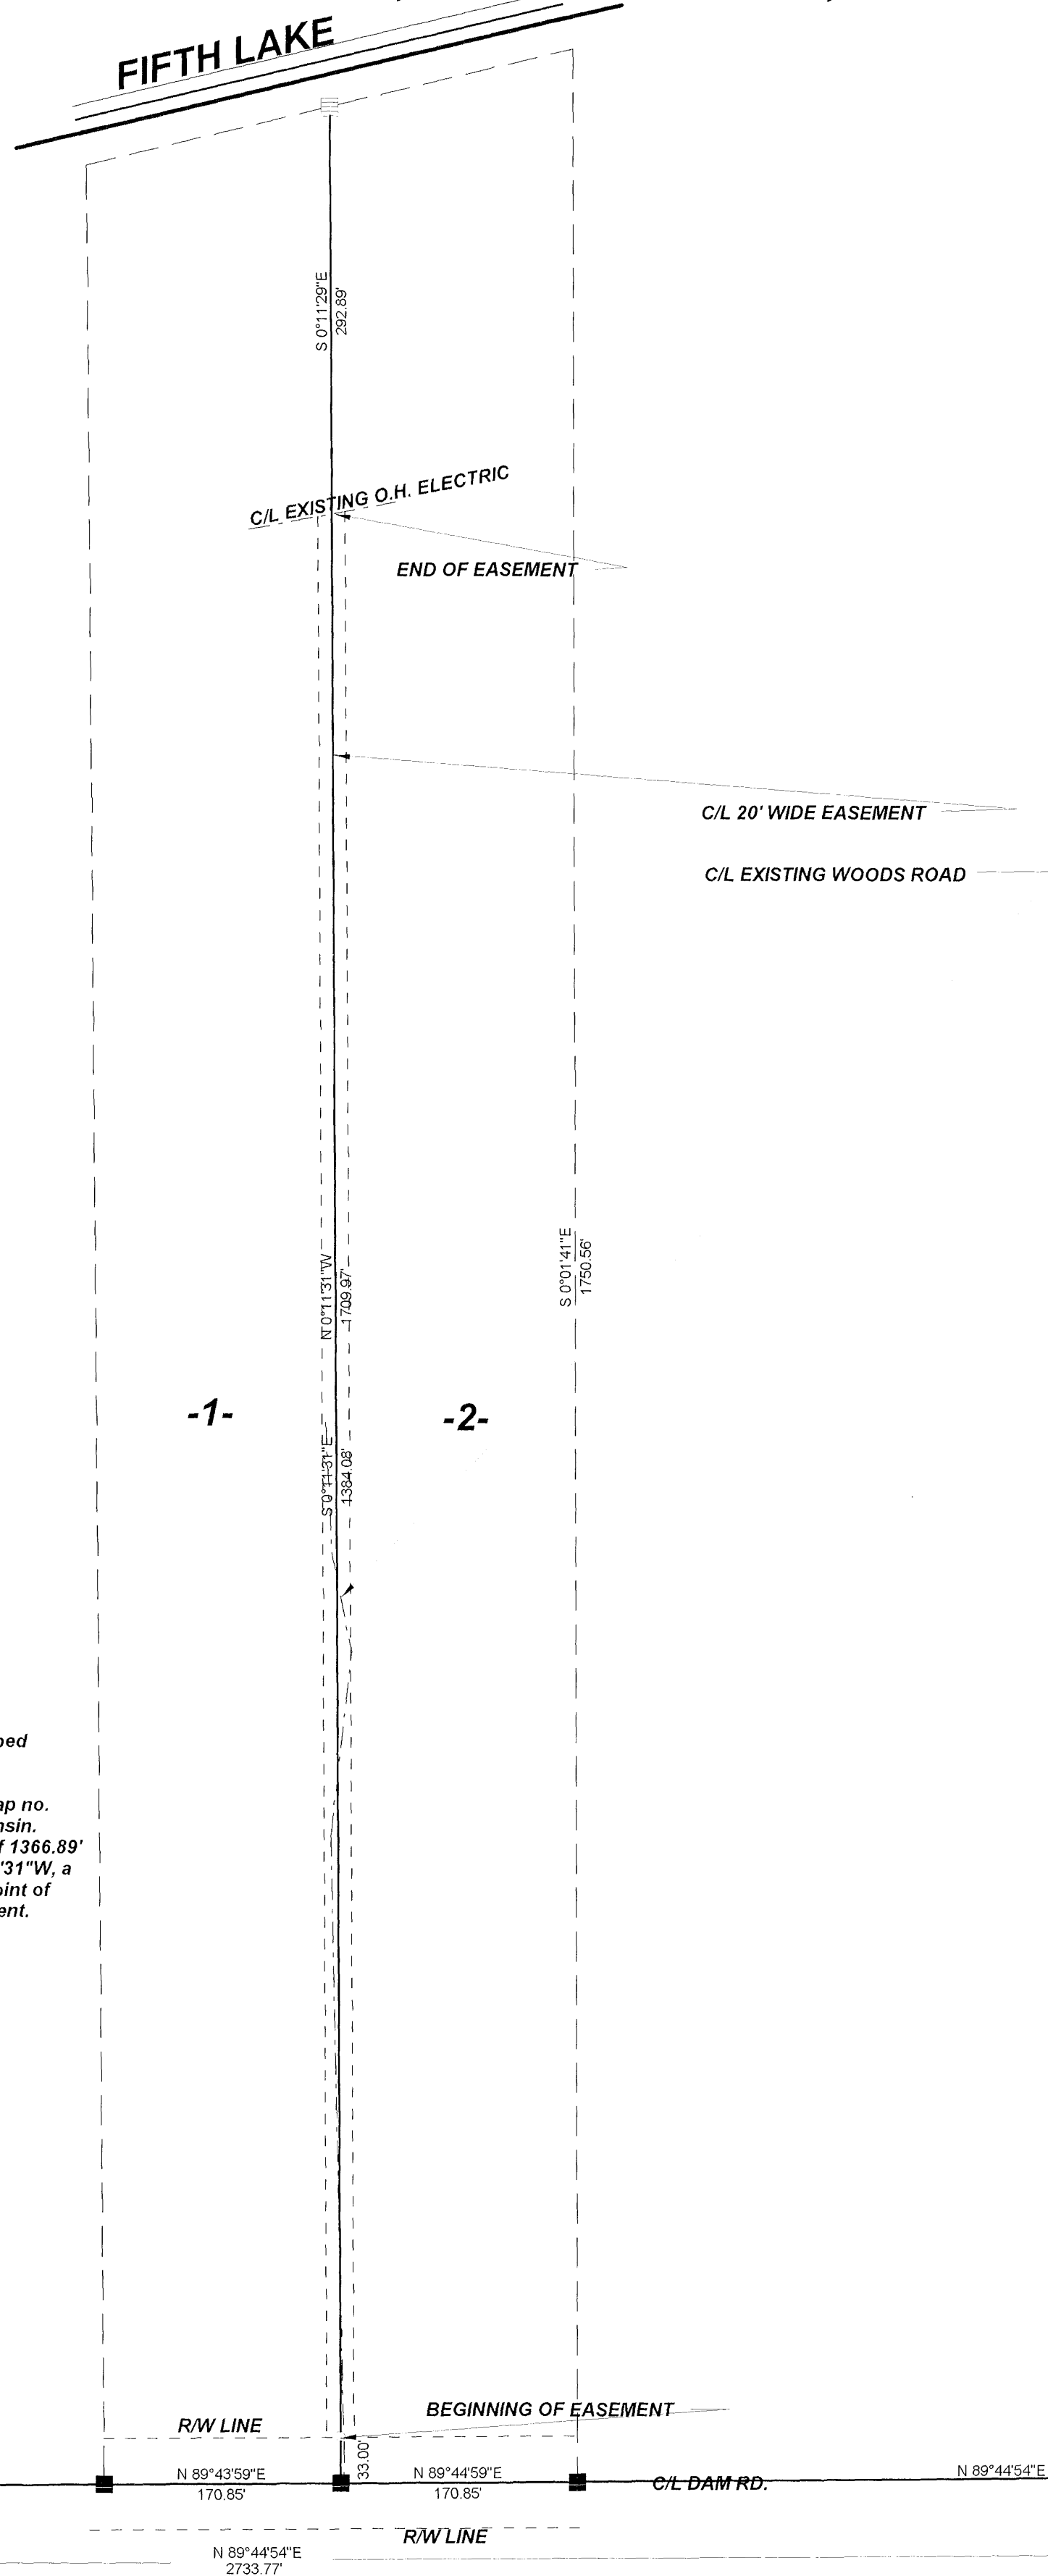 FIFTH LAKE
S 0°11'29"E
292.89'
C/L EXISTING O.H. ELECTRIC
END OF EASEMENT
C/L 20' WIDE EASEMENT
C/L EXISTING WOODS ROAD
S 0°01'41"E
1750.56'
N 0°11'31"W
1709.97'
-1-
-2-
S 0°11'31"E
1384.08'
bed
ap no.
nsin.
f 1366.89'
'31"W, a
oint of
ent.
BEGINNING OF EASEMENT
R/W LINE
33.00'
N 89°43'59"E
170.85'
N 89°44'59"E
170.85'
C/L DAM RD.
N 89°44'54"E
R/W LINE
N 89°44'54"E
2733.77'